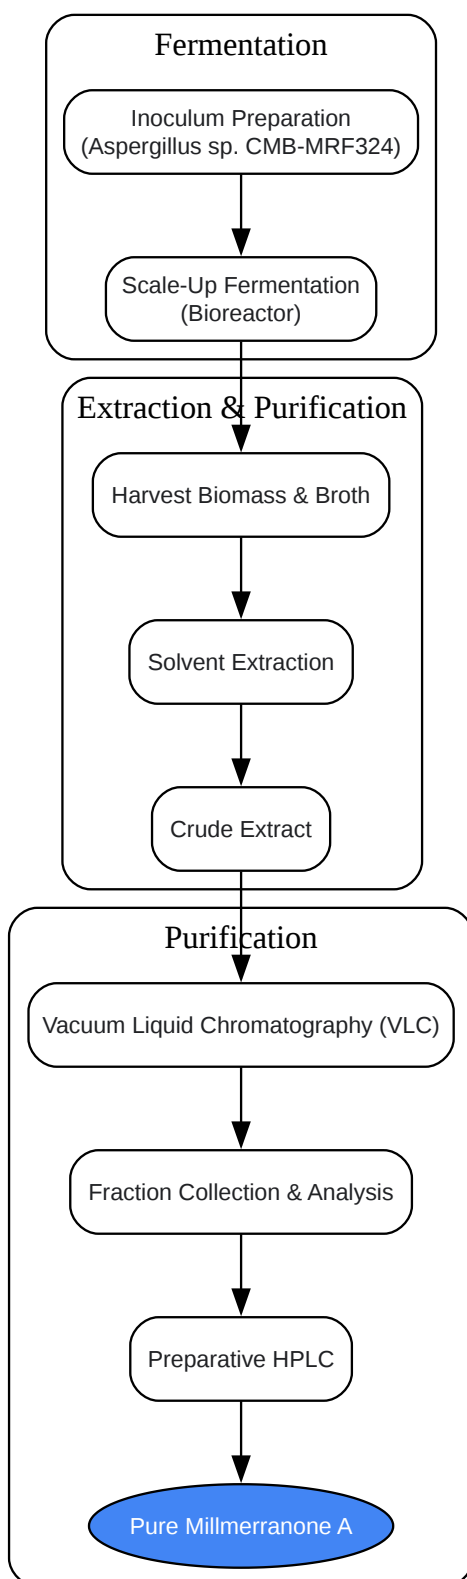 Fermentation
Inoculum Preparation
(Aspergillus sp. CMB-MRF324)
Scale-Up Fermentation
(Bioreactor)
Extraction & Purification
Harvest Biomass & Broth
Solvent Extraction
Crude Extract
Purification
Vacuum Liquid Chromatography (VLC)
Fraction Collection & Analysis
Preparative HPLC
Pure Millmerranone A